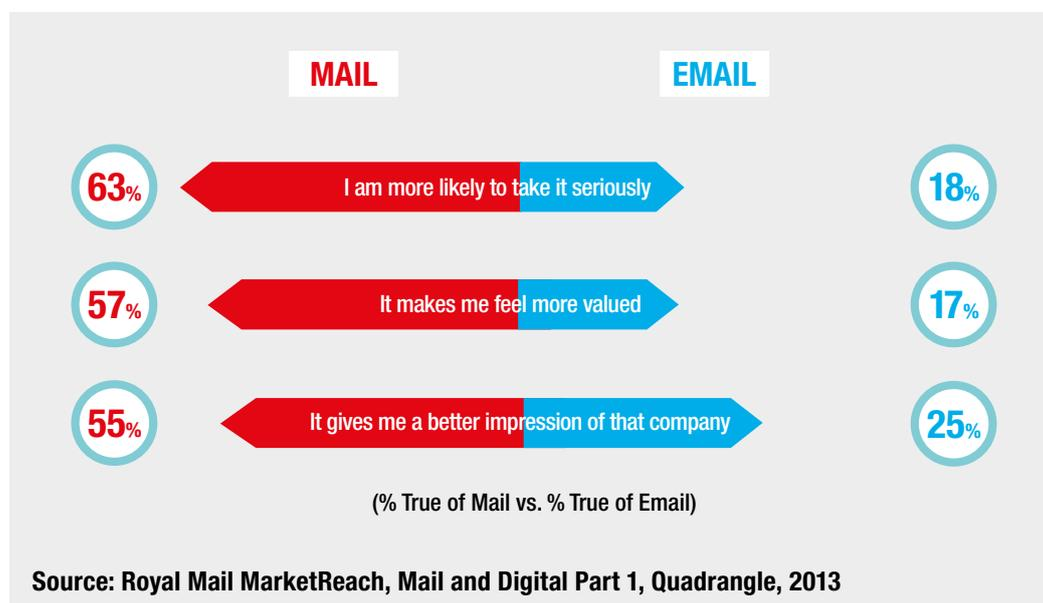 MAIL EMAIL
63% I am more likely to take it seriously 18%
57% It makes me feel more valued 17%
55% It gives me a better impression of that company 25%
(% True of Mail vs. % True of Email)
Source: Royal Mail MarketReach, Mail and Digital Part 1, Quadrangle, 2013